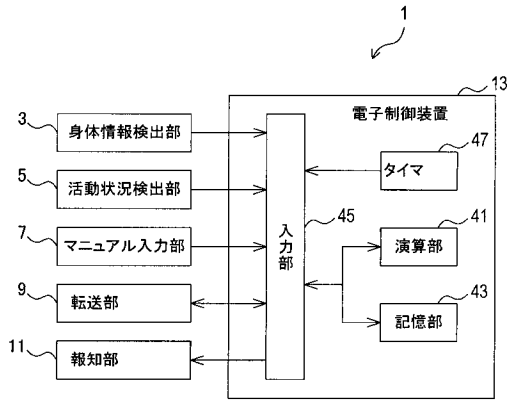 1
13
電子制御装置
3
身体情報検出部
47
タイマ
5
活動状況検出部
45
入力部
41
演算部
7
マニュアル入力部
9
転送部
43
記憶部
11
報知部